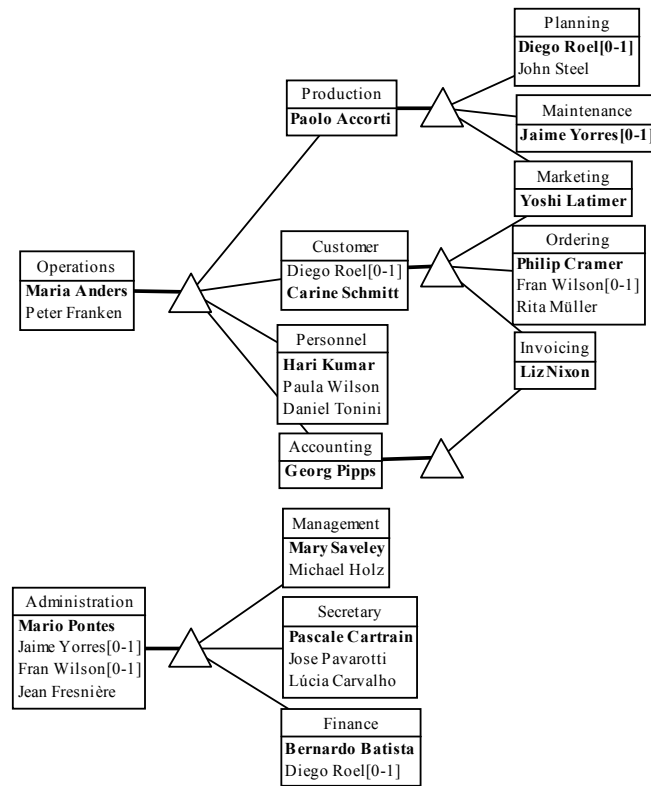 Planning
Diego Roel[0-1]
John Steel
Production
Paolo Accorti
Maintenance
Jaime Yorres[0-1]
Marketing
Yoshi Latimer
Customer
Diego Roel[0-1]
Carine Schmitt
Ordering
Philip Cramer
Fran Wilson[0-1]
Rita Müller
Operations
Maria Anders
Peter Franken
Personnel
Hari Kumar
Paula Wilson
Daniel Tonini
Invoicing
Liz Nixon
Accounting
Georg Pipps
Management
Mary Saveley
Michael Holz
Administration
Mario Pontes
Jaime Yorres[0-1]
Fran Wilson[0-1]
Jean Fresnière
Secretary
Pascale Cartrain
Jose Pavarotti
Lúcia Carvalho
Finance
Bernardo Batista
Diego Roel[0-1]